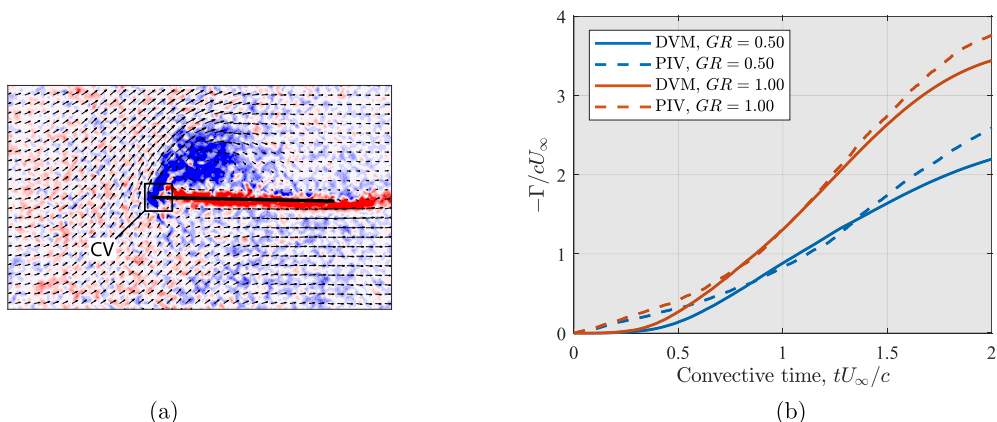 CV
(a)
4
3
2
1
0
−Γ/cU∞
DVM, GR = 0.50
PIV, GR = 0.50
DVM, GR = 1.00
PIV, GR = 1.00
0 0.5 1 1.5 2
Convective time, tU∞/c
(b)